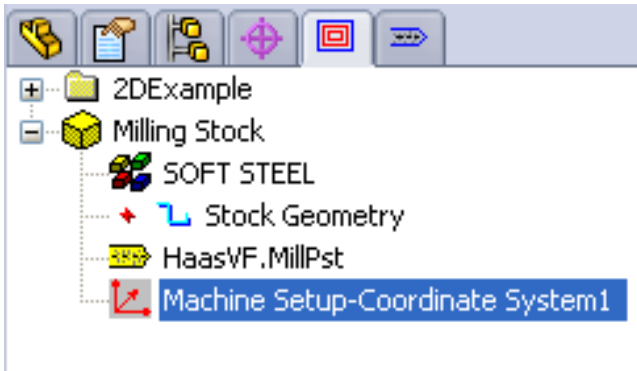 2DExample
Milling Stock
SOFT STEEL
Stock Geometry
HaasVF.MillPst
Machine Setup-Coordinate System1